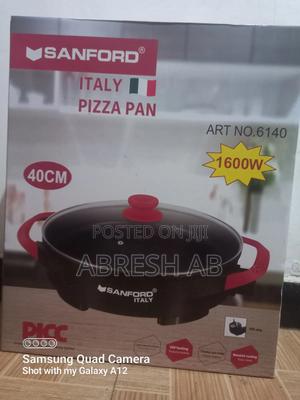 SANFORD®
ITALY
PIZZA PAN
ART NO.6140
1600W
40CM
POSTED ON JIJI
ABRESH AB
SANFORD
ITALY
PICC
Samsung Quad Camera
Shot with my Galaxy A12